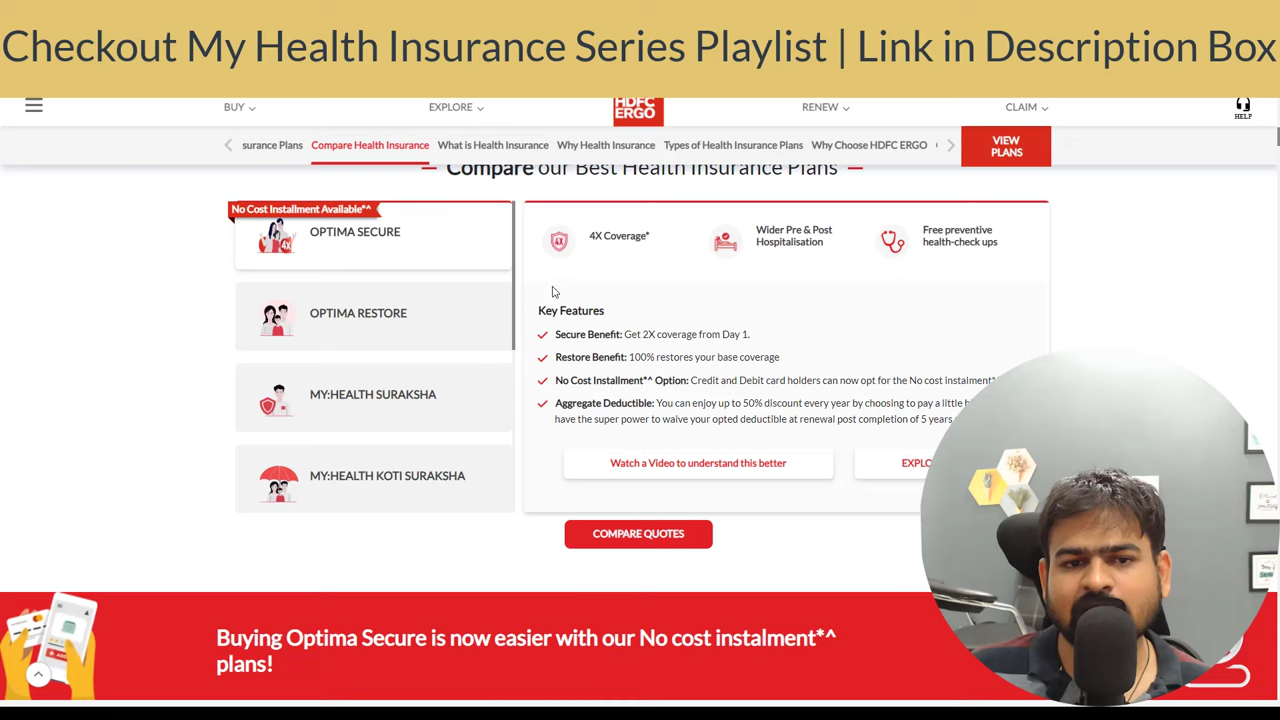 Checkout My Health Insurance Series Playlist | Link in Description Box
BUY
EXPLORE
HDFC
ERGO
RENEW
CLAIM
HELP
surance Plans
Compare Health Insurance
What is Health Insurance
Why Health Insurance
Types of Health Insurance Plans
Why Choose HDFC ERGO
VIEW
PLANS
Compare our Best Health Insurance Plans
No Cost Installment Available*^
OPTIMA SECURE
4X
OPTIMA RESTORE
MY:HEALTH SURAKSHA
MY:HEALTH KOTI SURAKSHA
4X
4X Coverage*
Wider Pre & Post
Hospitalisation
Free preventive
health-check ups
Key Features
Secure Benefit: Get 2X coverage from Day 1.
Restore Benefit: 100% restores your base coverage
No Cost Installment*^ Option: Credit and Debit card holders can now opt for the No cost instalment*
Aggregate Deductible: You can enjoy up to 50% discount every year by choosing to pay a little
have the super power to waive your opted deductible at renewal post completion of 5 years
Watch a Video to understand this better
EXPLO
COMPARE QUOTES
Buying Optima Secure is now easier with our No cost instalment*^
plans!